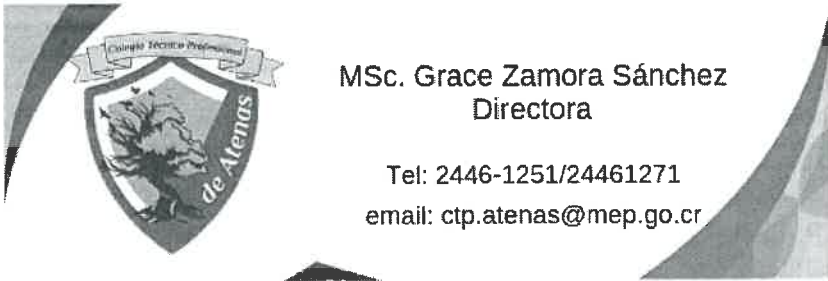 Colegio Técnico Profesional
de Atenas
MSc. Grace Zamora Sánchez
Directora
Tel: 2446-1251/24461271
email: ctp.atenas@mep.go.cr